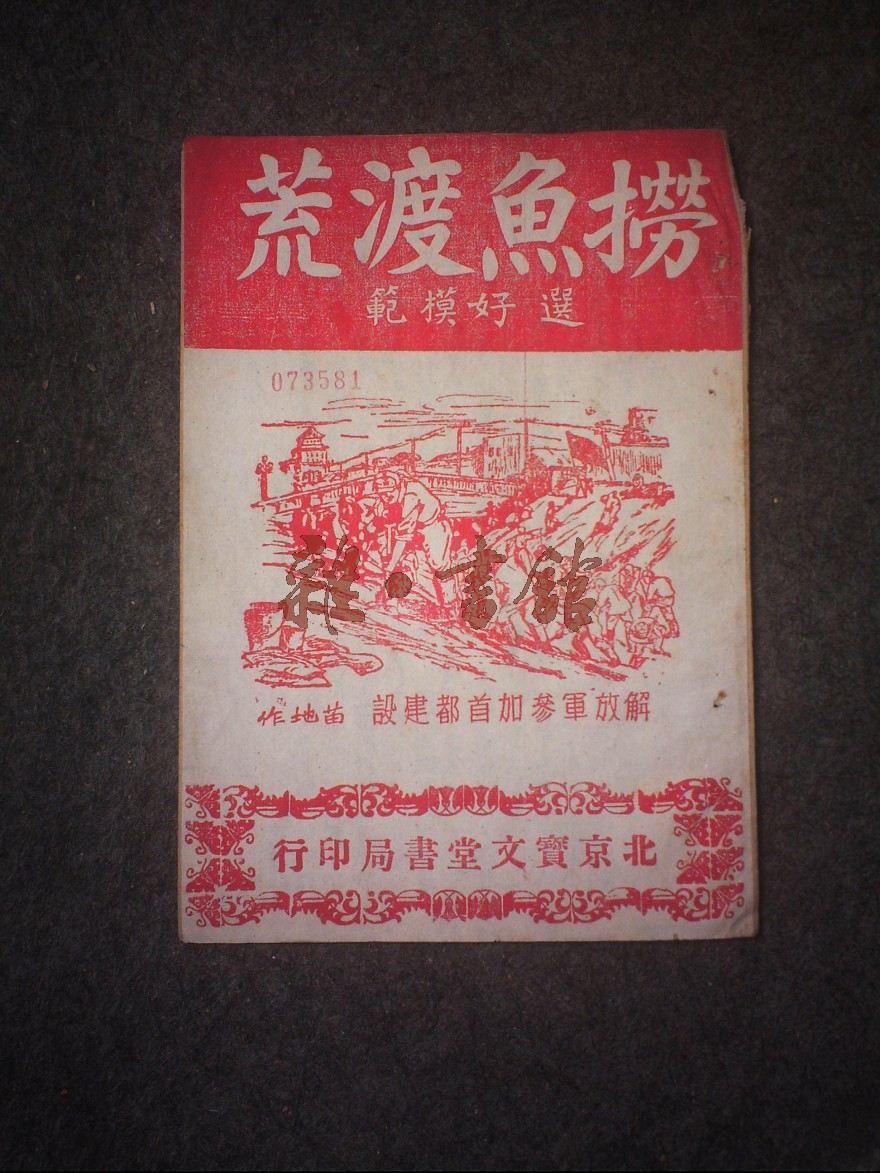 撈魚渡荒
選好模範
073581
雜·書館
解放軍參加首都建設 苗地作
北京寶文堂書局印行